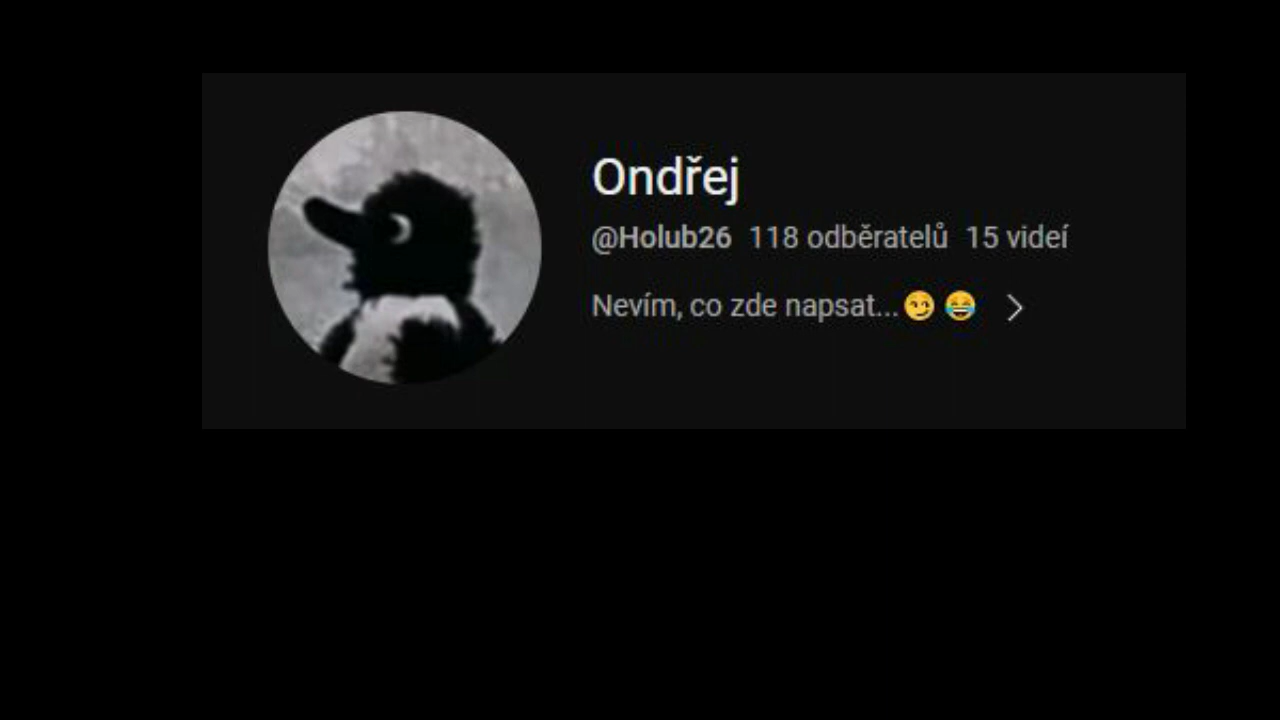 Ondřej
@Holub26 118 odběratelů 15 videí
Nevím, co zde napsat...😏😂